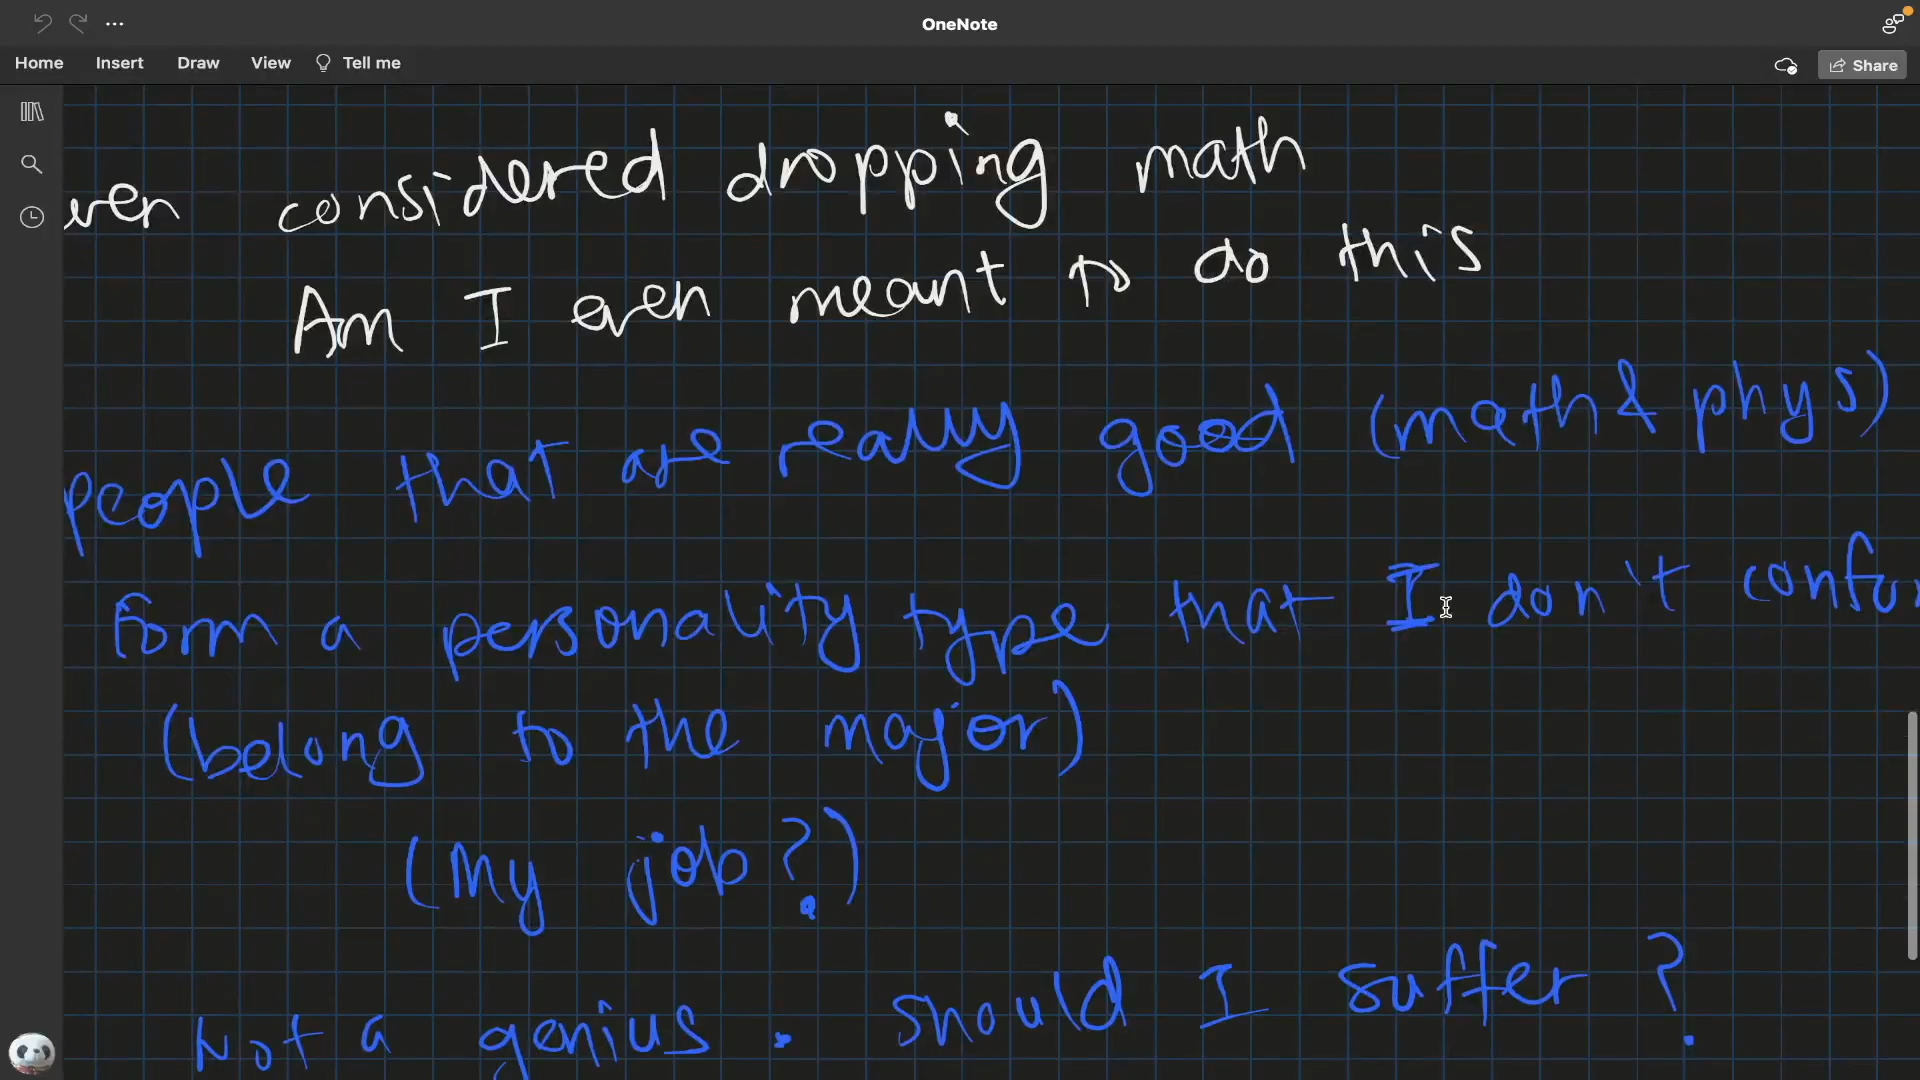 OneNote
Home Insert Draw View Tell me Share
considered dropping math
Am I even meant to do this
people that are really good (math & phys)
form a personality type that I don't confor
(belong to the major)
(My job?)
Not a genius. should I suffer?